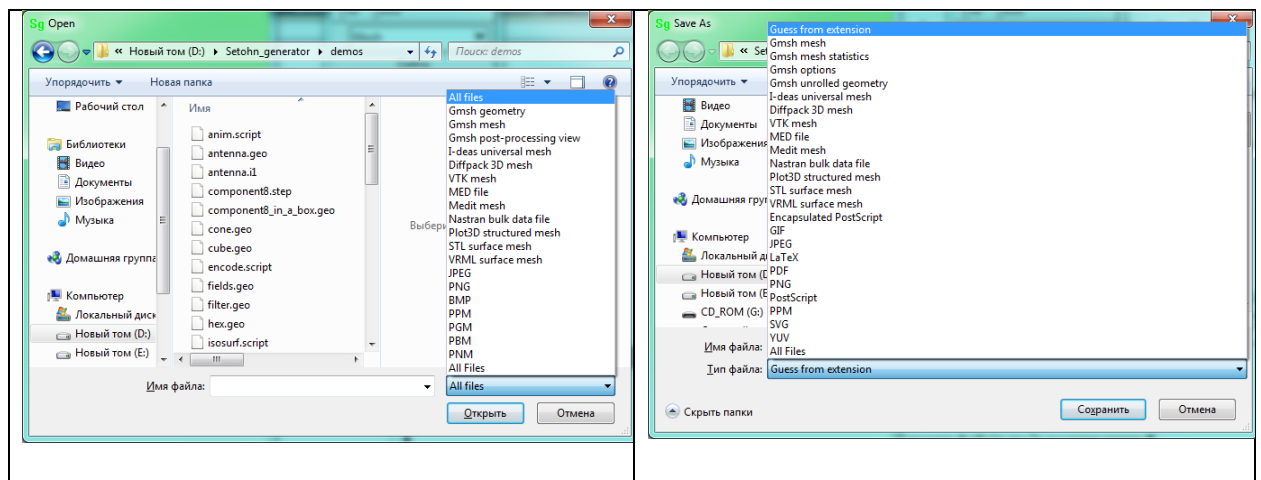 Sg Open
« Новый том (D:) ▸ Setohn_generator ▸ demos
Поиск: demos
Упорядочить
Новая папка
Рабочий стол
Библиотеки
Видео
Документы
Изображения
Музыка
Домашняя группа
Компьютер
Локальный диск
Новый том (D:)
Новый том (E:)
Имя
anim.script
antenna.geo
antenna.i1
component8.step
component8_in_a_box.geo
cone.geo
cube.geo
encode.script
fields.geo
filter.geo
hex.geo
isosurf.script
All files
Gmsh geometry
Gmsh mesh
Gmsh post-processing view
I-deas universal mesh
Diffpack 3D mesh
VTK mesh
MED file
Medit mesh
Nastran bulk data file
Plot3D structured mesh
STL surface mesh
VRML surface mesh
JPEG
PNG
BMP
PPM
PGM
PBM
PNM
All Files
Имя файла:
All files
Открыть
Отмена
Sg Save As
Упорядочить
Видео
Документы
Изображения
Музыка
Домашняя груп
Компьютер
Локальный д
Новый том (D
Новый том (E
CD_ROM (G:)
Guess from extension
Gmsh mesh
Gmsh mesh statistics
Gmsh options
Gmsh unrolled geometry
I-deas universal mesh
Diffpack 3D mesh
VTK mesh
MED file
Medit mesh
Nastran bulk data file
Plot3D structured mesh
STL surface mesh
VRML surface mesh
Encapsulated PostScript
GIF
JPEG
LaTeX
PDF
PNG
PostScript
PPM
SVG
YUV
All Files
Имя файла:
Тип файла: Guess from extension
Скрыть папки
Сохранить
Отмена